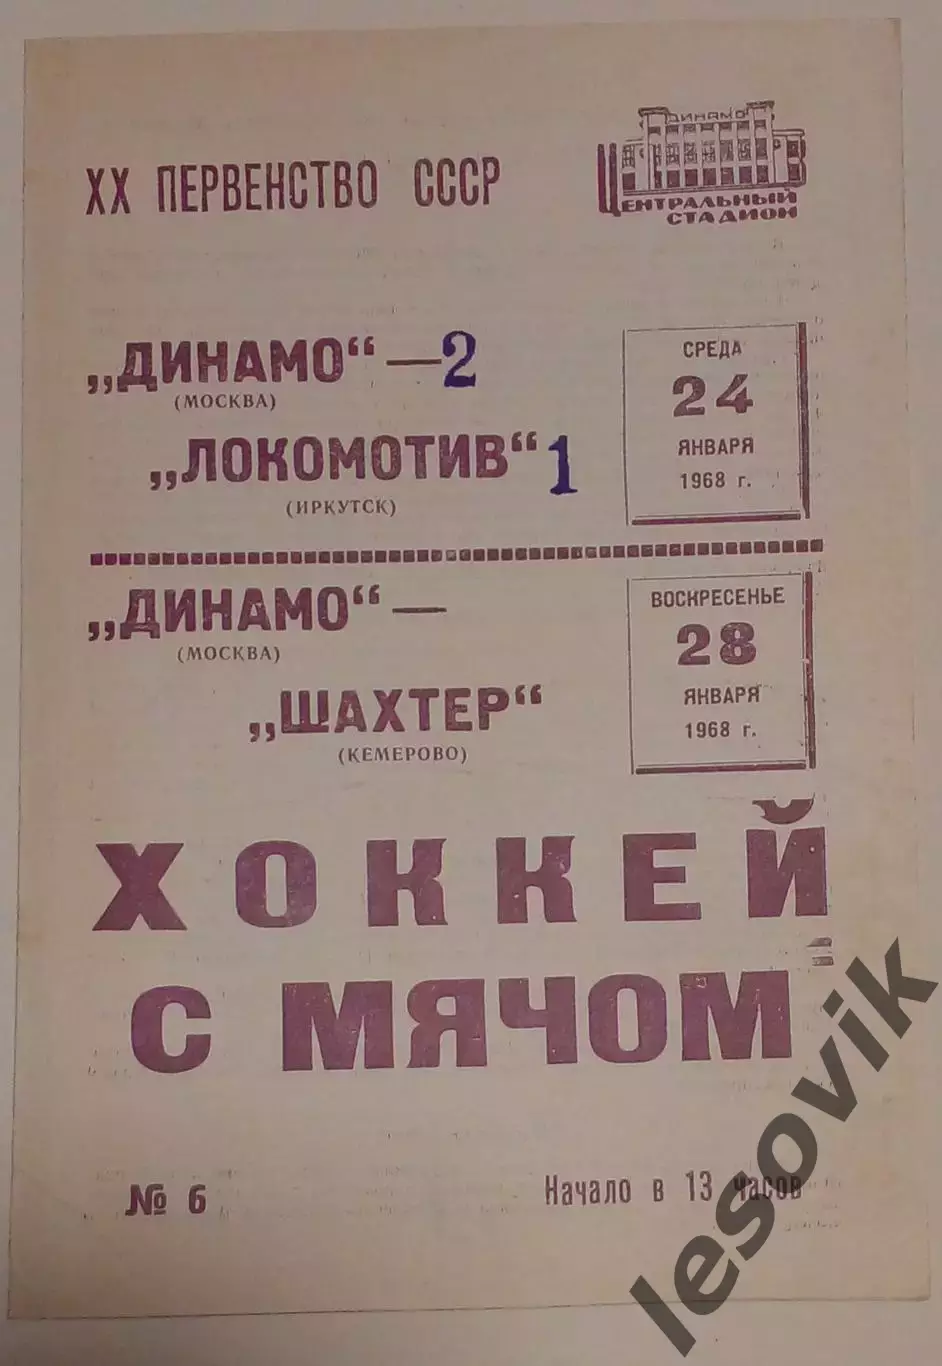 ДИНАМО
ЦЕНТРАЛЬНЫЙ
СТАДИОН
XX ПЕРВЕНСТВО СССР
„ДИНАМО“ — 2
(МОСКВА)
„ЛОКОМОТИВ“ 1
(ИРКУТСК)
СРЕДА
24
ЯНВАРЯ
1968 г.
„ДИНАМО“ —
(МОСКВА)
„ШАХТЕР“
(КЕМЕРОВО)
ВОСКРЕСЕНЬЕ
28
ЯНВАРЯ
1968 г.
ХОККЕЙ
С МЯЧОМ
№ 6
Начало в 13 часов
lesovik